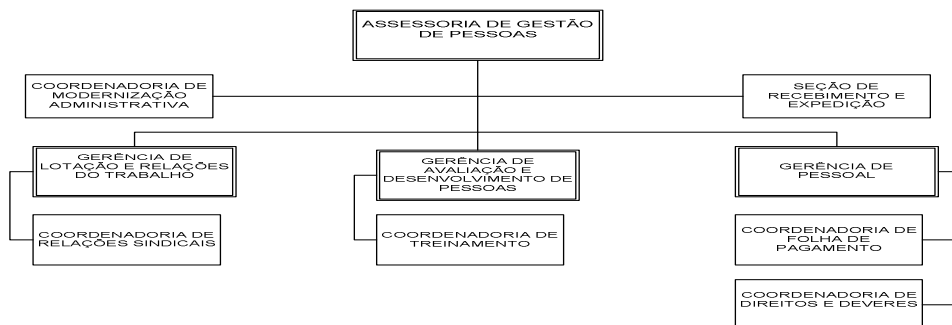 ASSESSORIA DE GESTÃO
DE PESSOAS
COORDENADORIA DE
MODERNIZAÇÃO
ADMINISTRATIVA
SEÇÃO DE
RECEBIMENTO E
EXPEDIÇÃO
GERÊNCIA DE
LOTAÇÃO E RELAÇÕES
DO TRABALHO
GERÊNCIA DE
AVALIAÇÃO E
DESENVOLVIMENTO DE
PESSOAS
GERÊNCIA DE
PESSOAL
COORDENADORIA DE
RELAÇÕES SINDICAIS
COORDENADORIA DE
TREINAMENTO
COORDENADORIA DE
FOLHA DE
PAGAMENTO
COORDENADORIA DE
DIREITOS E DEVERES